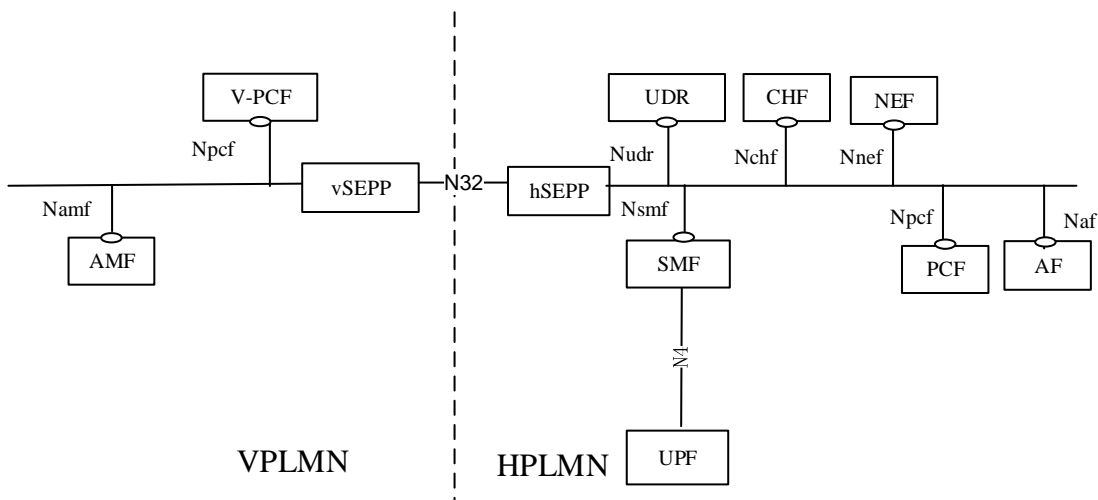 V-PCF
UDR
CHF
NEF
Npcf
Nudr
Nchf
Nnef
vSEPP
N32
hSEPP
Namf
Nsmf
Npcf
Naf
AMF
SMF
PCF
AF
N4
VPLMN
HPLMN
UPF